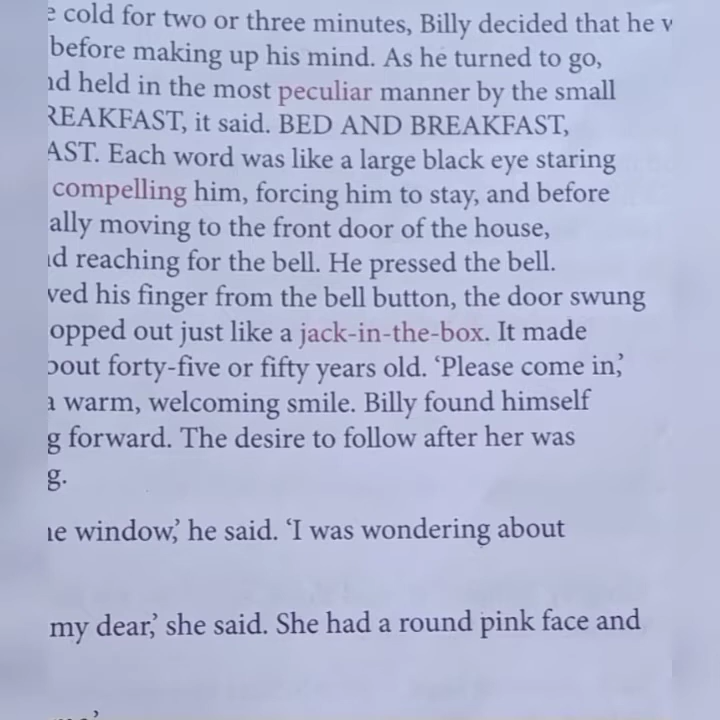 cold for two or three minutes, Billy decided that he
before making up his mind. As he turned to go,
held in the most peculiar manner by the small
it said. BED AND BREAKFAST,
Each word was like a large black eye staring
compelling him, forcing him to stay, and before
moving to the front door of the house,
reaching for the bell. He pressed the bell.
his finger from the bell button, the door swung
out just like a jack-in-the-box. It made
forty-five or fifty years old. ‘Please come in,’
warm, welcoming smile. Billy found himself
forward. The desire to follow after her was
window,’ he said. ‘I was wondering about
my dear,’ she said. She had a round pink face and